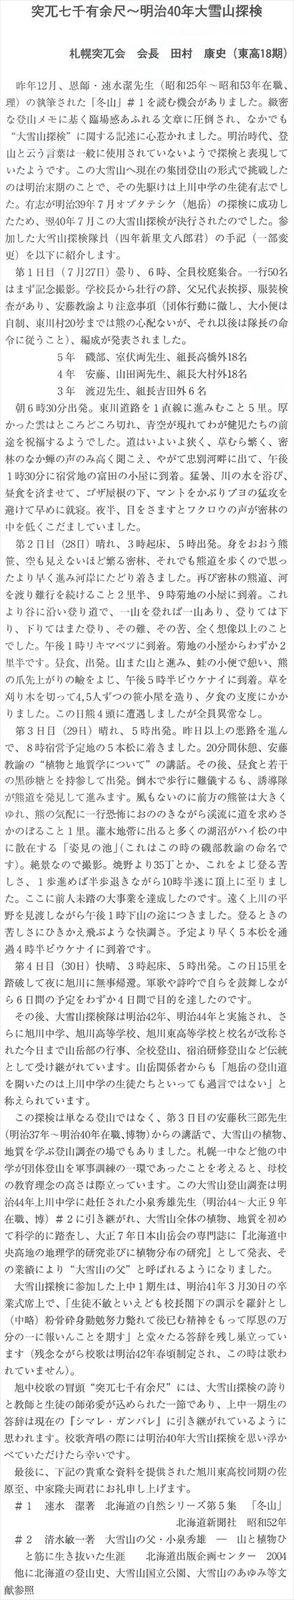 突兀七千有余尺～明治40年大雪山探検
札幌突兀会　会長　田村　康史（東高18期）
　昨年12月、恩師・速水潔先生（昭和25年～昭和53年在職、
理）の執筆された「冬山」＃１を読む機会がありました。緻密
な登山メモに基く臨場感あふれる文章に圧倒され、なかで
も“大雪山探検”に関する記述に心惹かれました。明治時代、登
山と云う言葉は一般に使用されていないようで探検と表現して
いたようです。この大雪山へ現在の集団登山の形式で挑戦した
のは明治末期のことで、その先駆けは上川中学の生徒有志でし
た。有志が明治39年７月オプタテシケ（旭岳）の探検に成功し
たため、翌40年７月この大雪山探検が決行されたのでした。参
加した大雪山探検隊員（四年新里文八郎君）の手記（一部変
更）を以下に紹介します。
　第１日目（７月27日）曇り、６時、全員校庭集合。一行50名
はまず記念撮影。学校長から壮行の辞、父兄代表挨拶、服装検
査があり、安藤教諭より注意事項（団体行動に徹し、大小便は
自制、東川村20号までは熊の心配ないが、それ以後は隊長の命
令に従うこと）、編成が発表されました。
５年　磯部、室伏両先生、組長高橋外18名
４年　安藤、山田両先生、組長大村外18名
３年　渡辺先生、組長吉田外６名
　朝６時30分出発。東川道路を１直線に進みむこと５里。厚
かった雲はところどころ切れ、青空が現れてわが健児たちの前
途を祝福するようでした。道はいよいよ狭く、草むら繁く、密
林のなか蝉の声のみ高く聞こえ、やがて忠別河畔に出て、午後
１時30分に宿営地の富田の小屋に到着。猛暑、川の水を浴び、
昼食を済ませて、ゴザ屋根の下、マントをかぶりブヨの猛攻を
避けて早めに就寝。夜半、目をさますとフクロウの声が密林の
中を低くこだましていました。
　第２日目（28日）晴れ、３時起床、５時出発。身をおおう熊
笹、空も見えないほど繁る密林、それでも熊道を歩くので思っ
たより早く進み河岸にたどり着きました。再び密林の熊道、河
を渡り難行を続けること２里半、９時菊地の小屋に到着。これ
より谷に沿い登り道で、一山を登れば一山あり、登りては下
り、下りてはまた登り、その難、その苦、全く想像以上のこと
でした。午後１時リキマベツに到着。菊地の小屋からわずか２
里半です。昼食、出発。山また山と進み、蛙の小便で憩い、熊
の爪先上がりの嶮をよじ、午後５時半ピウケナイに到着。草を
刈り木を切って4,5人ずつの笹小屋を造り、夕食の支度にかか
りました。この日熊４頭に遭遇しましたが全員異常なし。
　第３日目（29日）晴れ、５時出発。昨日以上の悪路を進ん
で、８時宿営予定地の５本松に着きました。20分間休憩、安藤
教諭の“植物と地質学について”の講話。その後、昼食と若干
の黒砂糖とを持参して出発。倒木で歩行に難儀するも、誘導隊
が熊道を発見して進みます。風もないのに前方の熊笹は大きく
ゆれ、熊の気配に一行恐怖におののきながら渓流に道を求めさ
かのぼること１里。灌木地帯に出ると多くの湖沼がハイ松の中
に散在する「姿見の池」（これはこの時の磯部教諭の命名で
す）。絶景なので撮影。焼野より35丁とか、これをよじ登る苦
しさ、１歩進めば半歩退きながら10時半遂に頂上に至りまし
た。ここに前人未踏の大事業を達成したのです。遠く上川の平
野を見渡しながら午後１時下山の途につきました。登るときの
苦しさにひきかえ飛ぶような快調さ。予定より早く５本松を通
過４時半ピウケナイに到着です。
　第４日目（30日）快晴、３時起床、５時出発。この日15里を
踏破して夜に旭川に無事帰還。軍歌や詩吟で自らを鼓舞しなが
ら６日間の予定をわずか４日間で目的を達したのです。
　その後、大雪山探検隊は明治42年、明治44年と実施され、さ
らに旭川中学、旭川高等学校、旭川東高等学校と校名が改称さ
れた今日まで山岳部の行事、全校登山、宿泊研修登山など伝統
として受け継がれています。山岳関係者からも「旭岳の登山道
を開いたのは上川中学の生徒たちといっても過言ではない」と
称えられています。
　この探検は単なる登山ではなく、第３日目の安藤秋三郎先生
（明治37年～明治40年在職、博物）からの講話で、大雪山の植物、
地質を学ぶ登山調査の場でもありました。札幌一中など他の中
学が団体登山を軍事訓練の一環であったことを考えると、母校
の教育理念の高さは際立っています。この大雪山登山調査は明
治44年上川中学に赴任された小泉秀雄先生（明治44～大正９年
在職、博）＃２に引き継がれ、大雪山全体の植物、地質を初め
て科学的に踏査し、大正７年日本山岳会の専門誌に『北海道中
央高地の地理学的研究並びに植物分布の研究』として発表、そ
の業績により“大雪山の父”と呼ばれるようになりました。
　大雪山探検に参加した上中１期生は、明治41年３月30日の卒
業式席上で、「生徒不敏といえども校長閣下の訓示を羅針とし
（中略）粉骨砕身勤勉努力斃れて後已む精神をもって厚恩の万
分の一に報いんことを期す」と堂々たる答辞を残し巣立っています
（残念ながら校歌は明治42年春頃制定され、この時は歌わ
れていません）。
　旭中校歌の冒頭“突兀七千有余尺”には、大雪山探検の誇り
と教師と生徒の師弟愛が込められた一節であり、上中一期生の
答辞は現在の『シマレ・ガンバレ』に引き継がれているように
思われます。校歌斉唱の際には明治40年大雪山探検を思い浮か
べていただけたら幸いです。
　最後に、下記の貴重な資料を提供された旭川東高校同期の佐
原至、中家隆夫両君にお礼申し上げます。
＃１　速水　潔著　北海道の自然シリーズ第５集　「冬山」
北海道新聞社　昭和52年
＃２　清水敏一著　大雪山の父・小泉秀雄　―　山と植物ひ
と筋に生き抜いた生涯　　北海道出版企画センター　2004
他に北海道の登山史、大雪山国立公園、大雪山のあゆみ等文
献参照